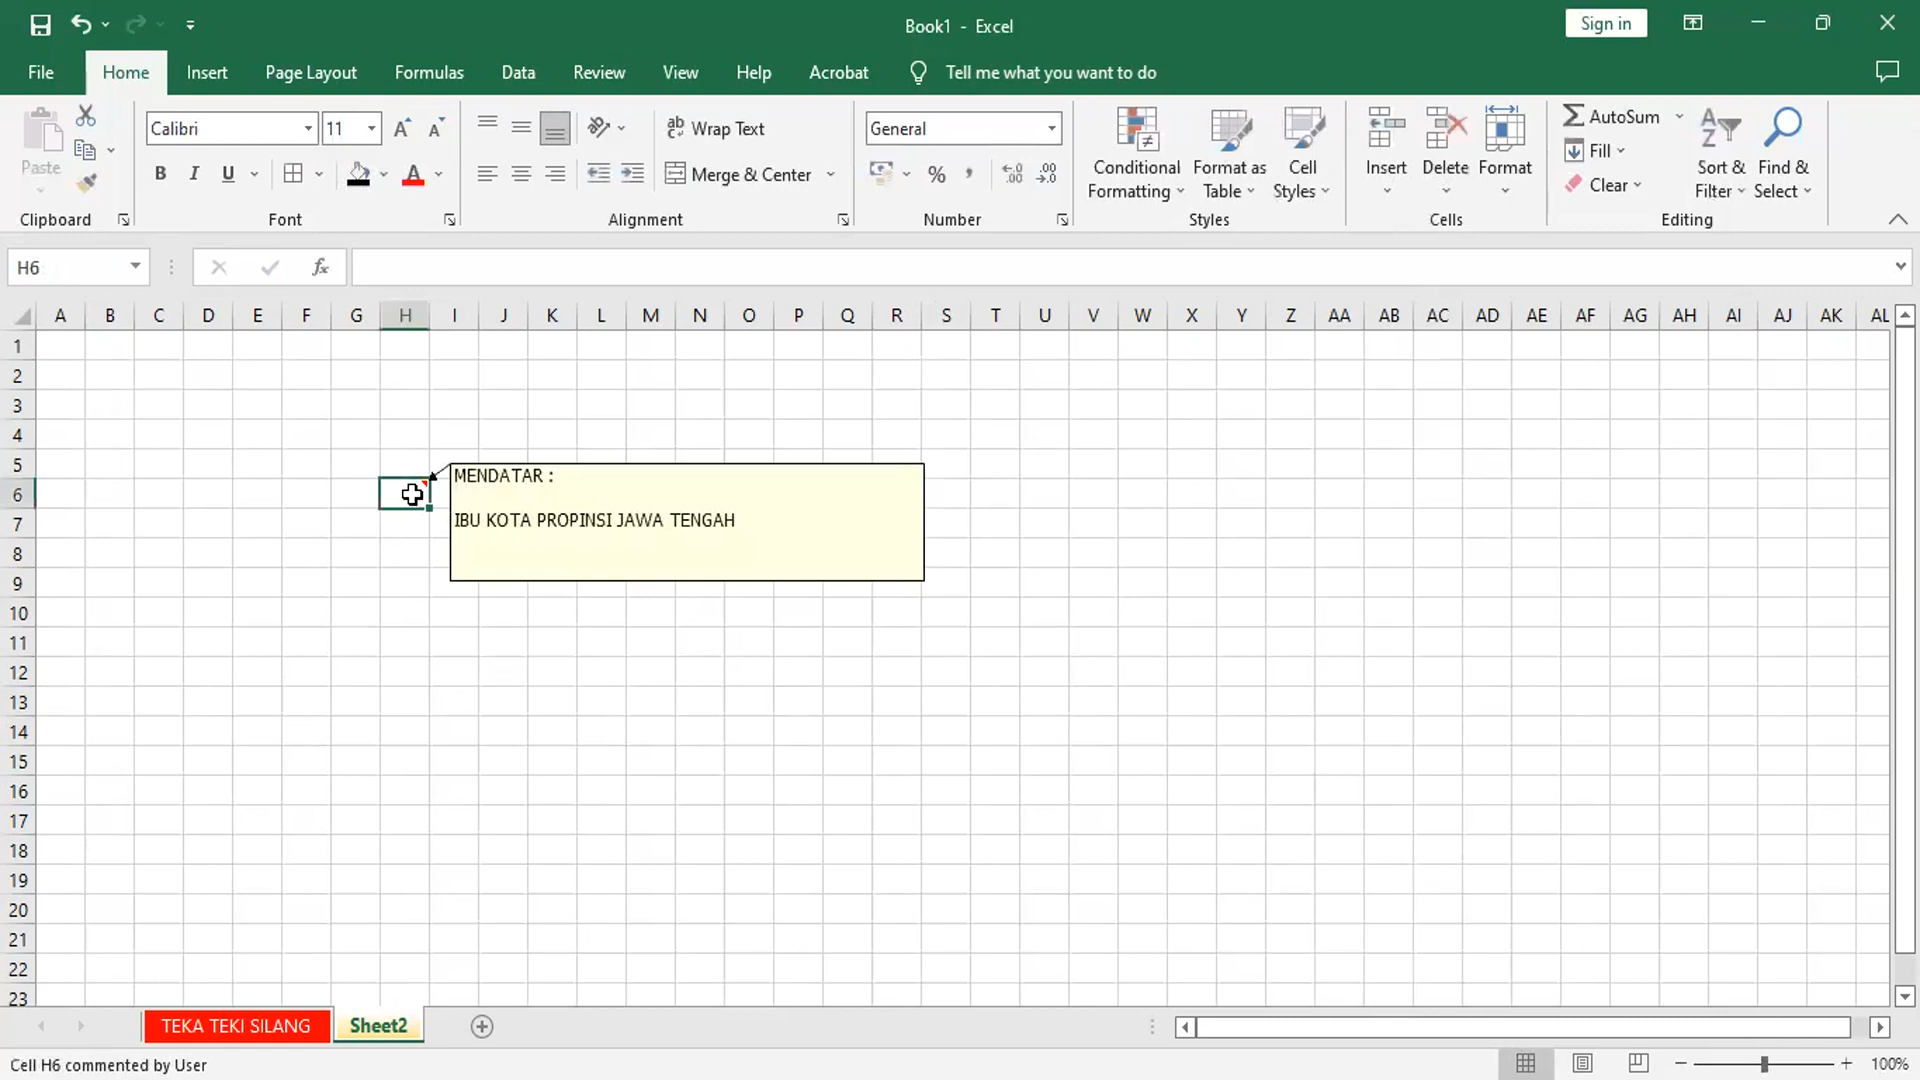 Book1 - Excel
Sign in
File Home Insert Page Layout Formulas Data Review View Help Acrobat Tell me what you want to do
Paste
Clipboard
Calibri 11
B I U
Font
Wrap Text
Merge & Center
Alignment
General
%
Number
Conditional Formatting
Format as Table
Cell Styles
Styles
Insert Delete Format
Cells
AutoSum
Fill
Clear
Sort & Filter
Find & Select
Editing
H6 fx
A B C D E F G H I J K L M N O P Q R S T U V W X Y Z AA AB AC AD AE AF AG AH AI AJ AK AL
1
2
3
4
5
6
7
8
9
10
11
12
13
14
15
16
17
18
19
20
21
22
23
MENDATAR :
IBU KOTA PROPINSI JAWA TENGAH
TEKA TEKI SILANG Sheet2
Cell H6 commented by User
100%